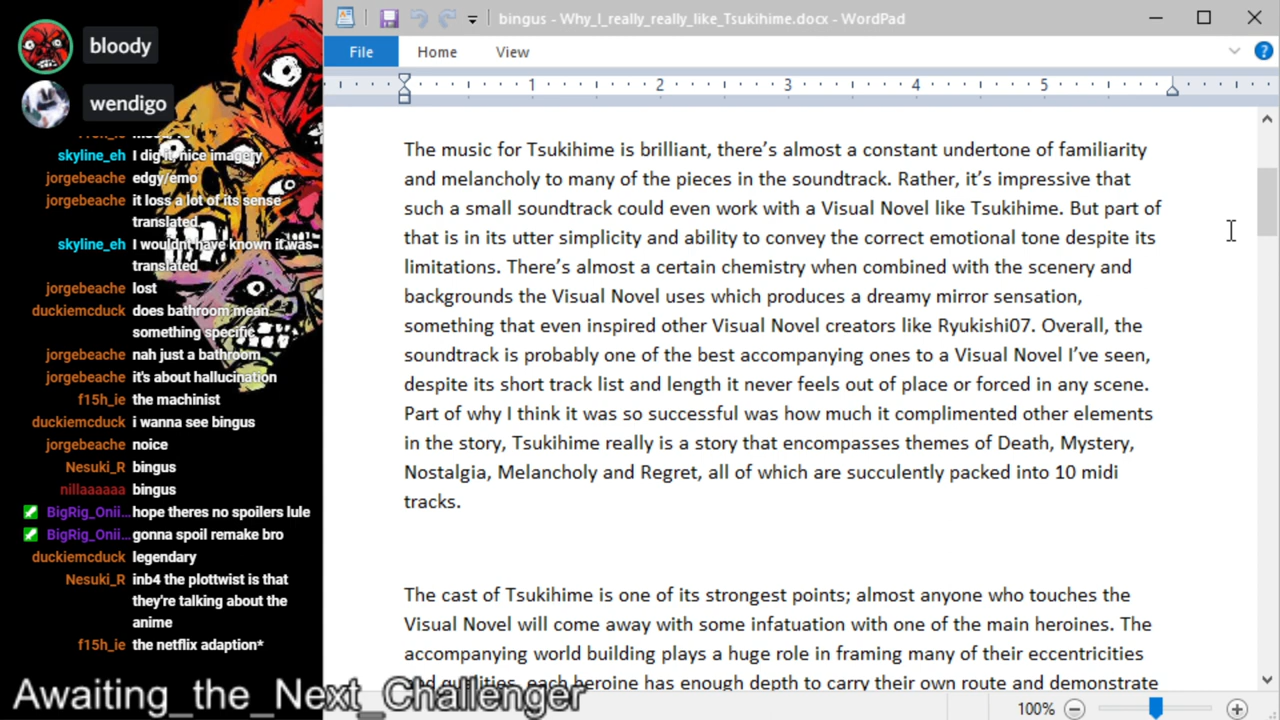 bloody
wendigo
skyline_eh I dig it, nice imagery
jorgebeache edgy/emo
jorgebeache it loss a lot of its sense
translated
skyline_eh I wouldnt have known it was
translated
jorgebeache lost
duckiemcduck does bathroom mean
something specific
jorgebeache nah just a bathroom
jorgebeache it's about hallucination
f15h_ie the machinist
duckiemcduck i wanna see bingus
jorgebeache noice
Nesuki_R bingus
nillaaaaaa bingus
BigRig_Onii... hope theres no spoilers lule
BigRig_Onii... gonna spoil remake bro
duckiemcduck legendary
Nesuki_R inb4 the plottwist is that
they're talking about the
anime
f15h_ie the netflix adaption*
Awaiting_the_Next_Challenger
bingus - Why_I_really_really_like_Tsukihime.docx - WordPad
File Home View
1 2 3 4 5
The music for Tsukihime is brilliant, there’s almost a constant undertone of familiarity
and melancholy to many of the pieces in the soundtrack. Rather, it’s impressive that
such a small soundtrack could even work with a Visual Novel like Tsukihime. But part of
that is in its utter simplicity and ability to convey the correct emotional tone despite its
limitations. There’s almost a certain chemistry when combined with the scenery and
backgrounds the Visual Novel uses which produces a dreamy mirror sensation,
something that even inspired other Visual Novel creators like Ryukishi07. Overall, the
soundtrack is probably one of the best accompanying ones to a Visual Novel I’ve seen,
despite its short track list and length it never feels out of place or forced in any scene.
Part of why I think it was so successful was how much it complimented other elements
in the story, Tsukihime really is a story that encompasses themes of Death, Mystery,
Nostalgia, Melancholy and Regret, all of which are succulently packed into 10 midi
tracks.
The cast of Tsukihime is one of its strongest points; almost anyone who touches the
Visual Novel will come away with some infatuation with one of the main heroines. The
accompanying world building plays a huge role in framing many of their eccentricities
and qualities, each heroine has enough depth to carry their own route and demonstrate
100%